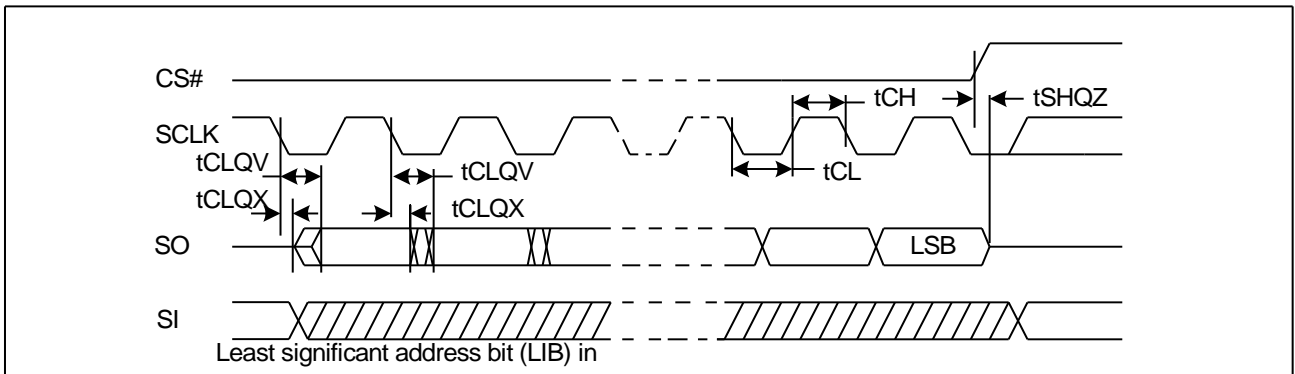 CS#
tCH
tSHQZ
SCLK
tCLQV
tCLQV
tCL
tCLQX
tCLQX
SO
LSB
SI
Least significant address bit (LIB) in